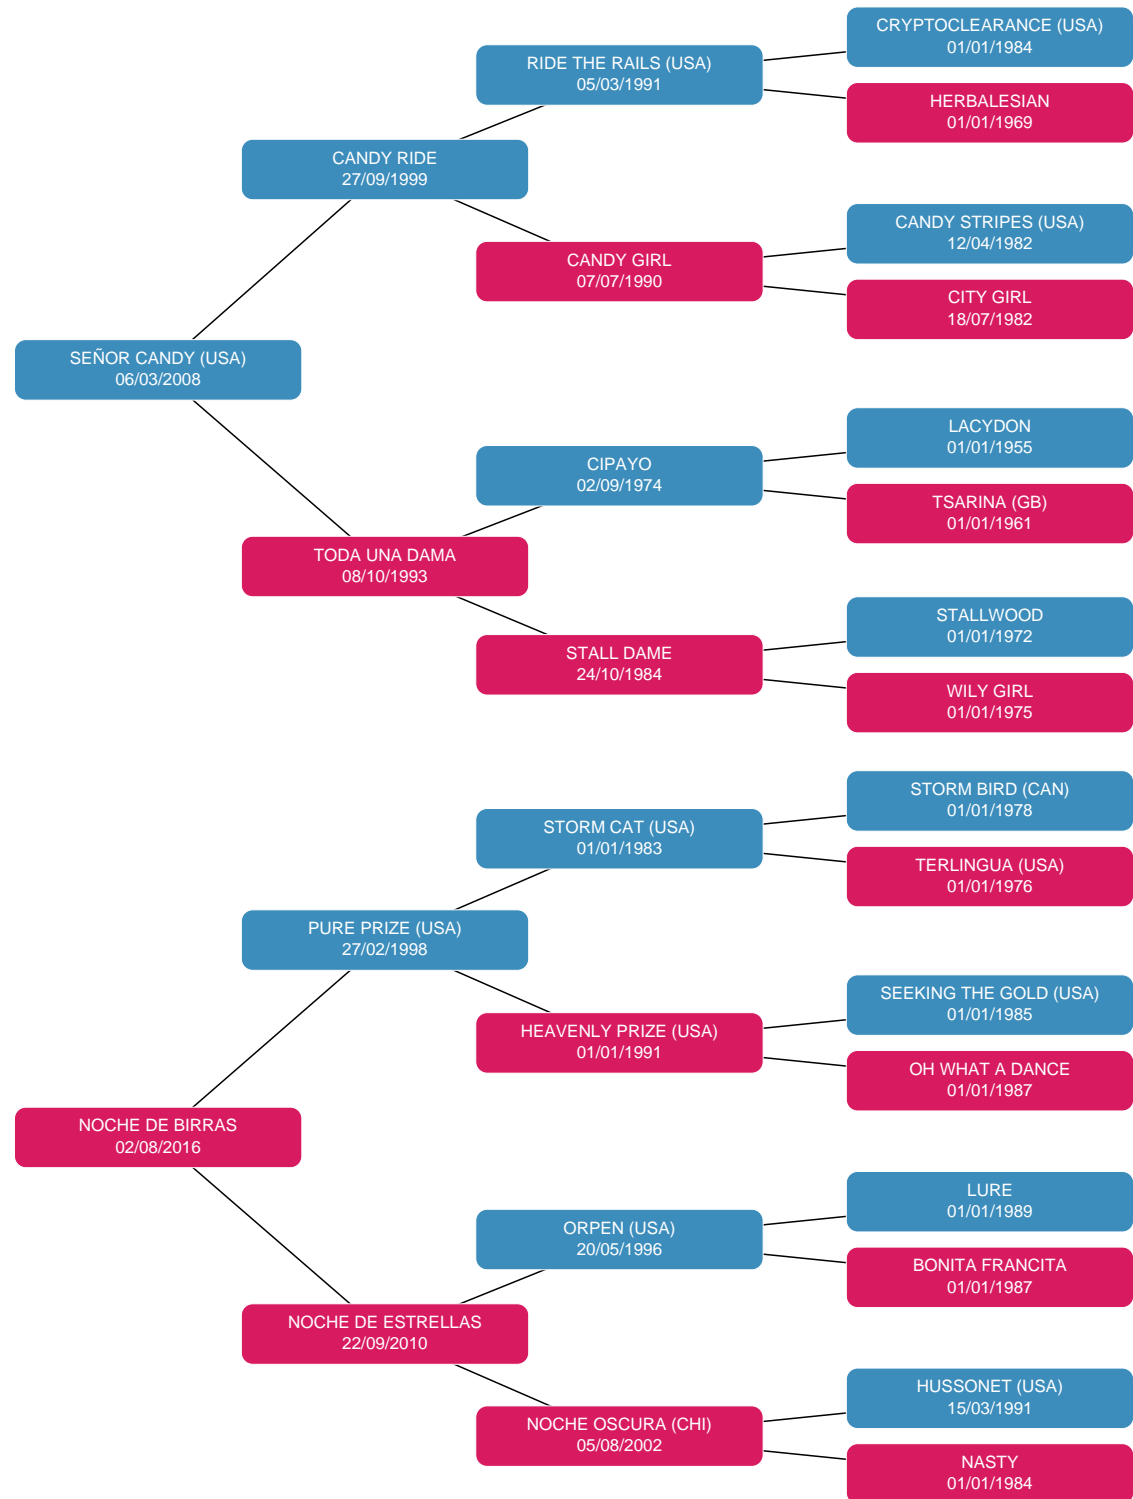 CRYPTOCLEARANCE (USA)
01/01/1984
RIDE THE RAILS (USA)
05/03/1991
HERBALESIAN
01/01/1969
CANDY RIDE
27/09/1999
CANDY STRIPES (USA)
12/04/1982
CANDY GIRL
07/07/1990
CITY GIRL
18/07/1982
SEÑOR CANDY (USA)
06/03/2008
LACYDON
01/01/1955
CIPAYO
02/09/1974
TSARINA (GB)
01/01/1961
TODA UNA DAMA
08/10/1993
STALLWOOD
01/01/1972
STALL DAME
24/10/1984
WILY GIRL
01/01/1975
STORM BIRD (CAN)
01/01/1978
STORM CAT (USA)
01/01/1983
TERLINGUA (USA)
01/01/1976
PURE PRIZE (USA)
27/02/1998
SEEKING THE GOLD (USA)
01/01/1985
HEAVENLY PRIZE (USA)
01/01/1991
OH WHAT A DANCE
01/01/1987
NOCHE DE BIRRAS
02/08/2016
LURE
01/01/1989
ORPEN (USA)
20/05/1996
BONITA FRANCITA
01/01/1987
NOCHE DE ESTRELLAS
22/09/2010
HUSSONET (USA)
15/03/1991
NOCHE OSCURA (CHI)
05/08/2002
NASTY
01/01/1984